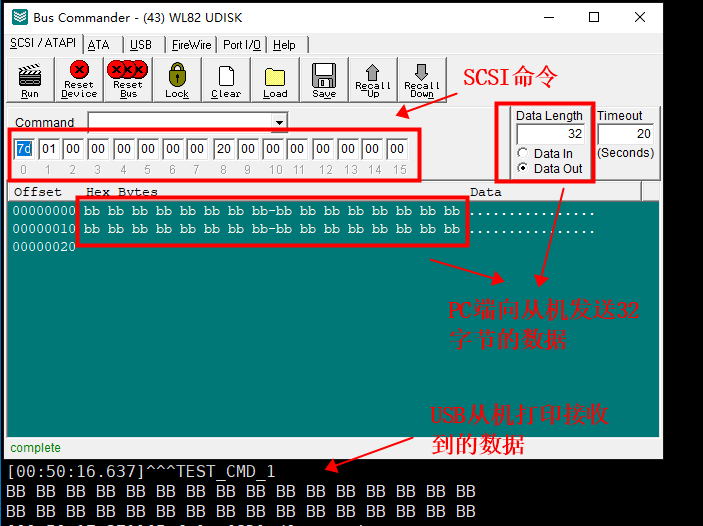 Bus Commander - (43) WL82 UDISK
SCSI / ATAPI ATA USB FireWire Port I/O Help
Run Reset Device Reset Bus Lock Clear Load Save Recall Up Recall Down
SCSI命令
Command
Data Length Timeout
32 20
Data In (Seconds)
Data Out
7d 01 00 00 00 00 00 00 20 00 00 00 00 00 00 00
0 1 2 3 4 5 6 7 8 9 10 11 12 13 14 15
Offset Hex Bytes Data
00000000 bb bb bb bb bb bb bb bb-bb bb bb bb bb bb bb bb ................
00000010 bb bb bb bb bb bb bb bb-bb bb bb bb bb bb bb bb ................
00000020
PC端向从机发送32
字节的数据
USB从机打印接收
到的数据
complete
[00:50:16.637]^^^TEST_CMD_1
BB BB BB BB BB BB BB BB BB BB BB BB BB BB BB BB
BB BB BB BB BB BB BB BB BB BB BB BB BB BB BB BB